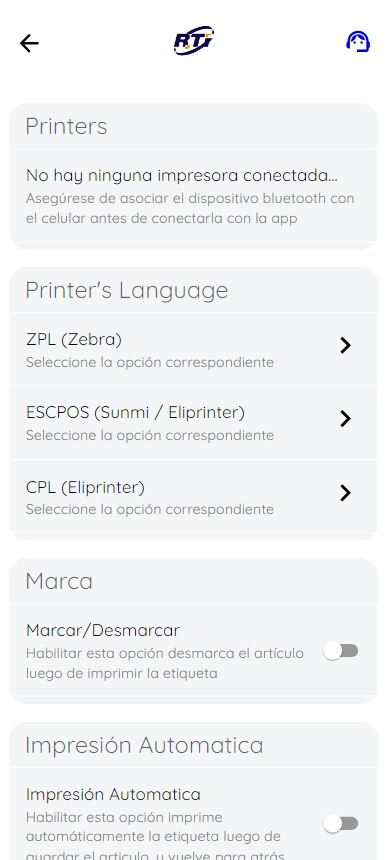 RTI
Printers
No hay ninguna impresora conectada...
Asegúrese de asociar el dispositivo bluetooth con
el celular antes de conectarla con la app
Printer's Language
ZPL (Zebra)
Seleccione la opción correspondiente
ESCPOS (Sunmi / Eliprinter)
Seleccione la opción correspondiente
CPL (Eliprinter)
Seleccione la opción correspondiente
Marca
Marcar/Desmarcar
Habilitar esta opción desmarca el artículo
luego de imprimir la etiqueta
Impresión Automatica
Impresión Automatica
Habilitar esta opción imprime
automáticamente la etiqueta luego de
guardar el articulo, y vuelve para atrás